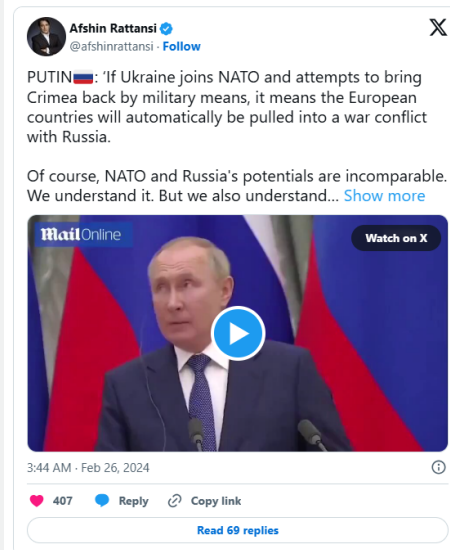 Afshin Rattansi
@afshinrattansi · Follow
PUTIN🇷🇺: ‘If Ukraine joins NATO and attempts to bring
Crimea back by military means, it means the European
countries will automatically be pulled into a war conflict
with Russia.
Of course, NATO and Russia's potentials are incomparable.
We understand it. But we also understand... Show more
MailOnline
Watch on X
3:44 AM · Feb 26, 2024
407 Reply Copy link
Read 69 replies